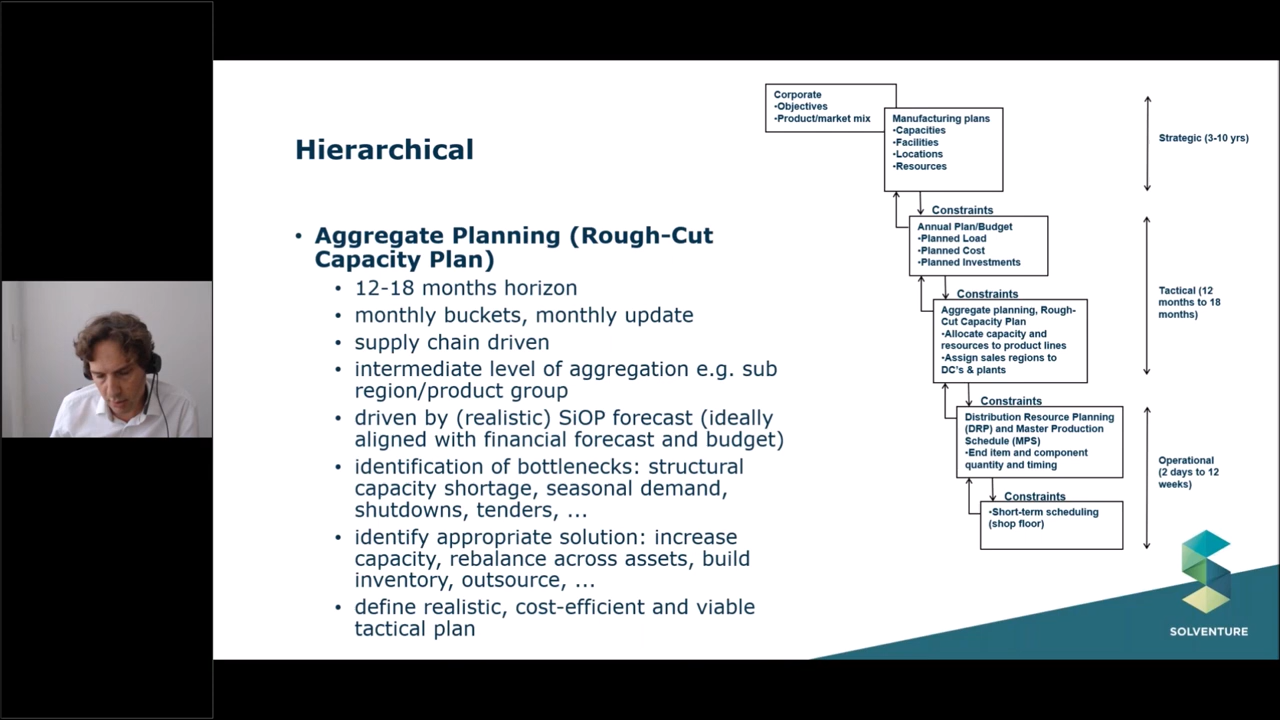 Hierarchical
• Aggregate Planning (Rough-Cut
Capacity Plan)
• 12-18 months horizon
• monthly buckets, monthly update
• supply chain driven
• intermediate level of aggregation e.g. sub
region/product group
• driven by (realistic) SiOP forecast (ideally
aligned with financial forecast and budget)
• identification of bottlenecks: structural
capacity shortage, seasonal demand,
shutdowns, tenders, ...
• identify appropriate solution: increase
capacity, rebalance across assets, build
inventory, outsource, ...
• define realistic, cost-efficient and viable
tactical plan
Corporate
•Objectives
•Product/market mix
Manufacturing plans
•Capacities
•Facilities
•Locations
•Resources
Strategic (3-10 yrs)
Constraints
Annual Plan/Budget
•Planned Load
•Planned Cost
•Planned Investments
Constraints
Aggregate planning, Rough-
Cut Capacity Plan
•Allocate capacity and
resources to product lines
•Assign sales regions to
DC's & plants
Tactical (12
months to 18
months)
Constraints
Distribution Resource Planning
(DRP) and Master Production
Schedule (MPS)
•End item and component
quantity and timing
Constraints
•Short-term scheduling
(shop floor)
Operational
(2 days to 12
weeks)
SOLVENTURE